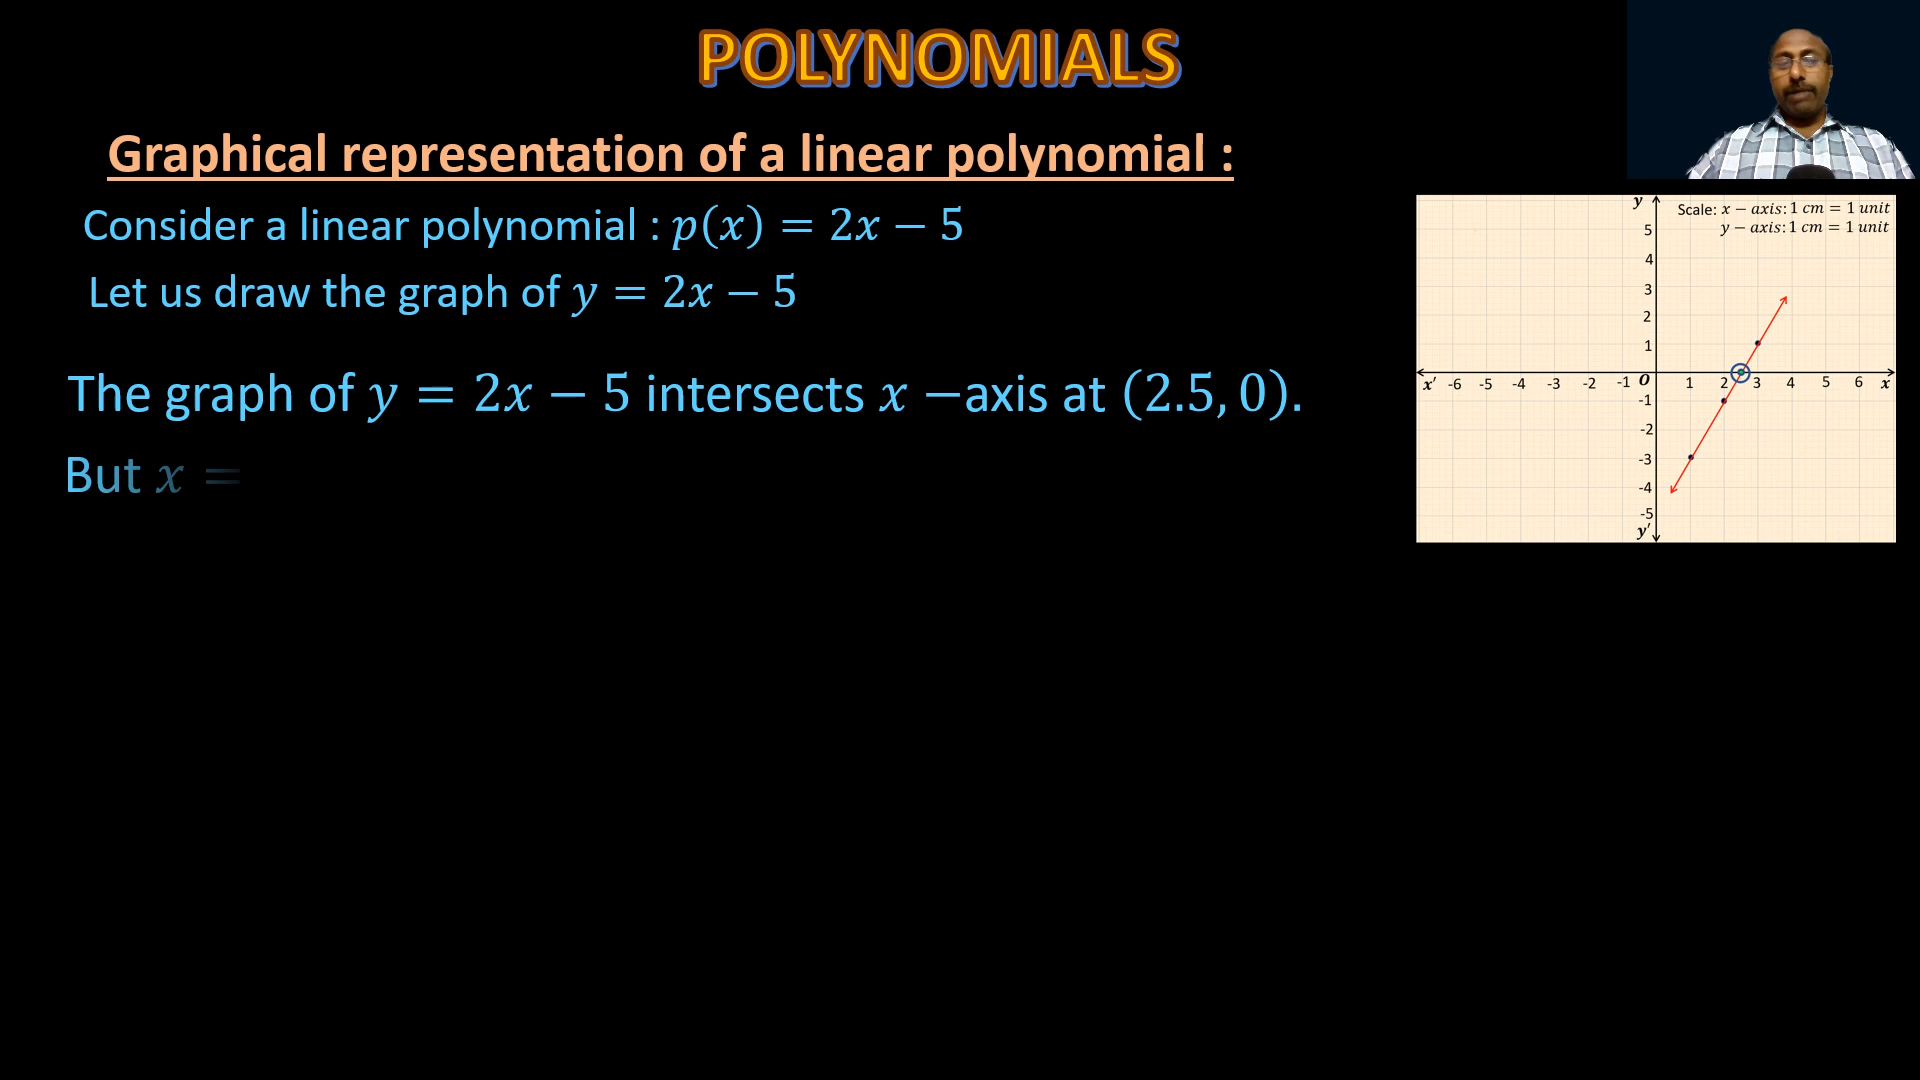 POLYNOMIALS
Graphical representation of a linear polynomial :
Consider a linear polynomial : p(x) = 2x − 5
Let us draw the graph of y = 2x − 5
The graph of y = 2x − 5 intersects x −axis at (2.5, 0).
But x =
Scale: x − axis: 1 cm = 1 unit
y − axis: 1 cm = 1 unit
y
5
4
3
2
1
x′ -6 -5 -4 -3 -2 -1 O 1 2 3 4 5 6 x
-1
-2
-3
-4
-5
y′